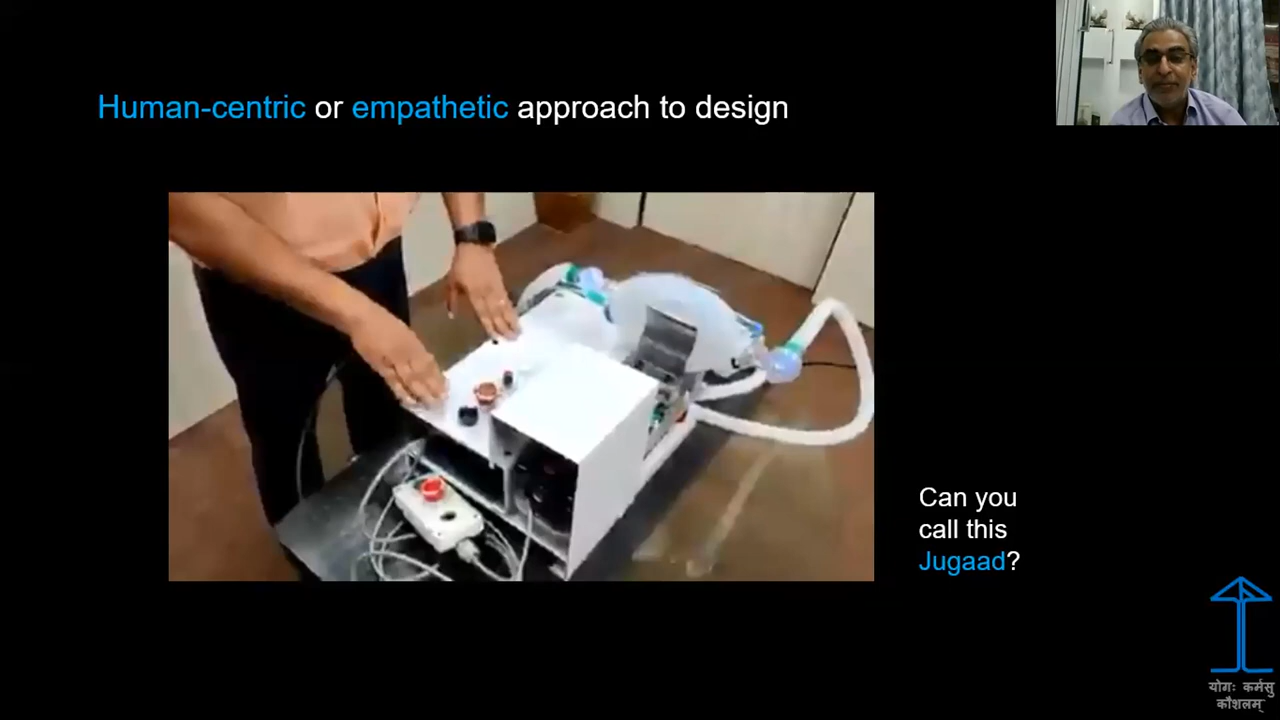 Human-centric or empathetic approach to design
Can you
call this
Jugaad?
योगः कर्मसु
कौशलम्